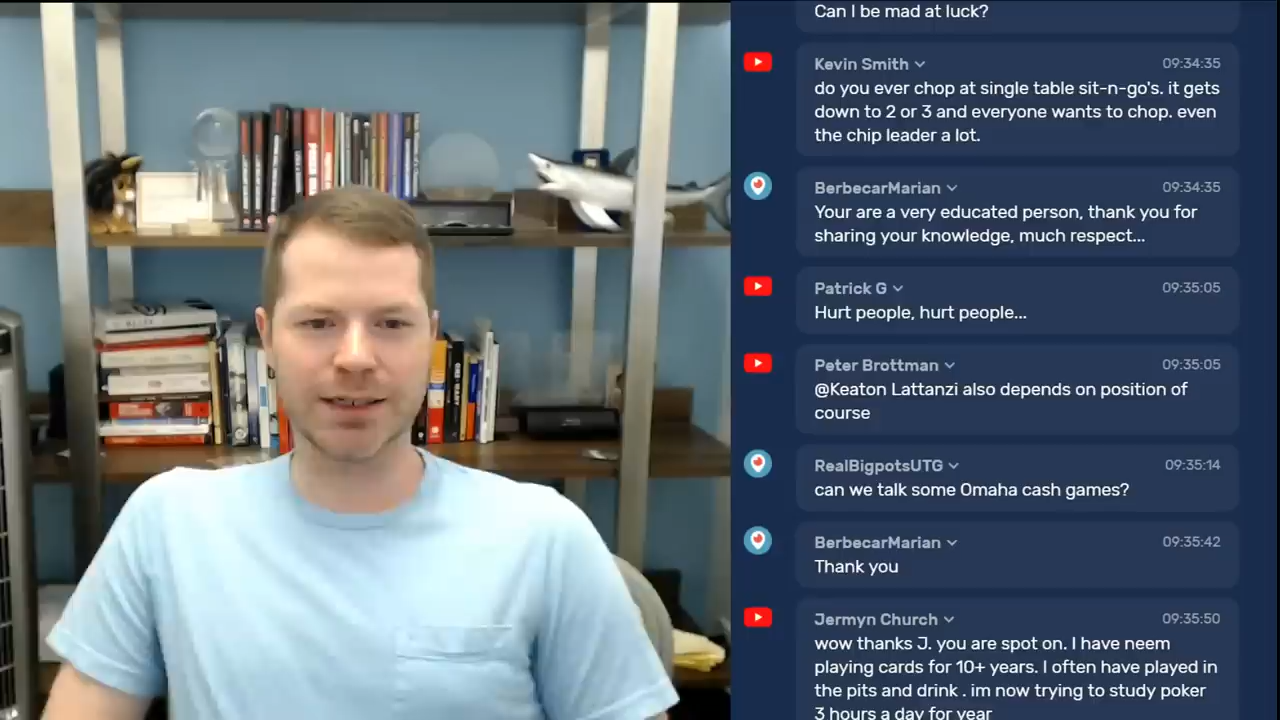 Can I be mad at luck?
Kevin Smith
09:34:35
do you ever chop at single table sit-n-go's. it gets
down to 2 or 3 and everyone wants to chop. even
the chip leader a lot.
BerbecarMarian
09:34:35
Your are a very educated person, thank you for
sharing your knowledge, much respect...
Patrick G
09:35:05
Hurt people, hurt people...
Peter Brottman
09:35:05
@Keaton Lattanzi also depends on position of
course
RealBigpotsUTG
09:35:14
can we talk some Omaha cash games?
BerbecarMarian
09:35:42
Thank you
Jermyn Church
09:35:50
wow thanks J. you are spot on. I have neem
playing cards for 10+ years. I often have played in
the pits and drink . im now trying to study poker
3 hours a day for year